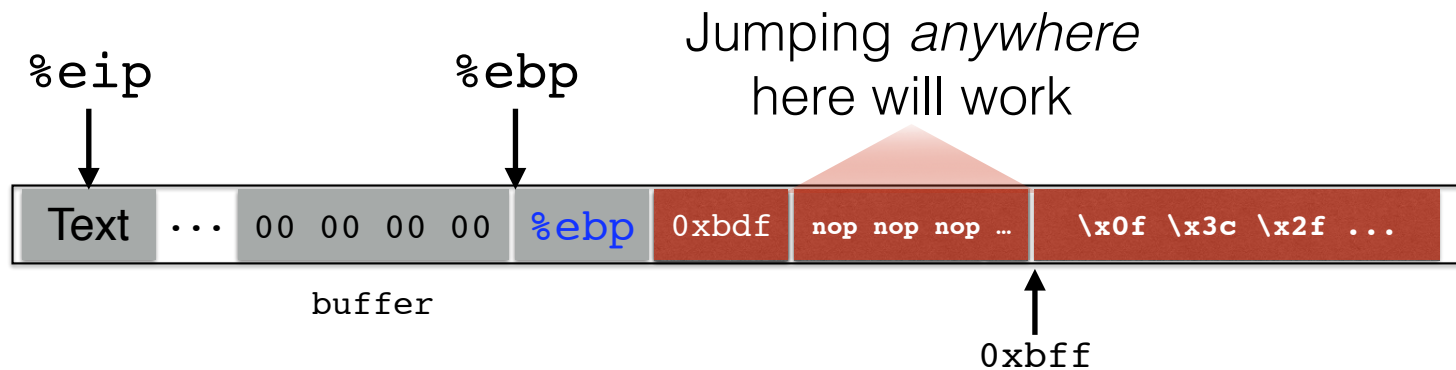 Jumping anywhere
here will work
%eip
%ebp
Text ... 00 00 00 00 %ebp 0xbdf nop nop nop … \x0f \x3c \x2f ...
buffer
0xbff